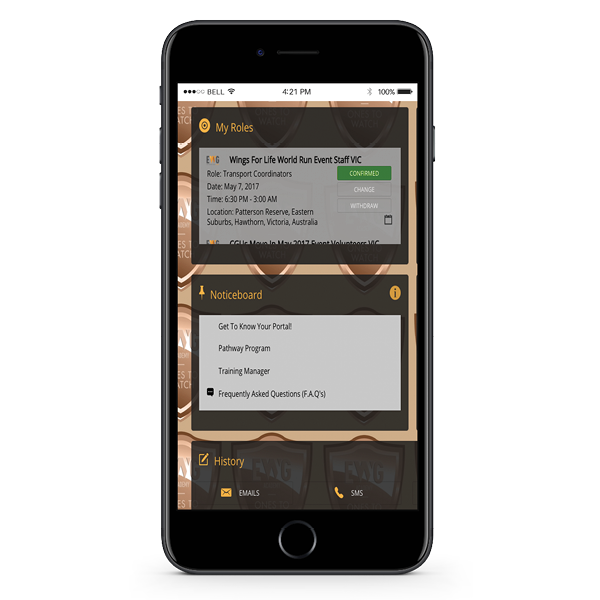 BELL
4:21 PM
100%
My Roles
EWG
Wings For Life World Run Event Staff VIC
Role: Transport Coordinators
CONFIRMED
Date: May 7, 2017
CHANGE
Time: 6:30 PM - 3:00 AM
WITHDRAW
Location: Patterson Reserve, Eastern
Suburbs, Hawthorn, Victoria, Australia
Noticeboard
Get To Know Your Portal!
Pathway Program
Training Manager
Frequently Asked Questions (F.A.Q's)
History
EMAILS
SMS